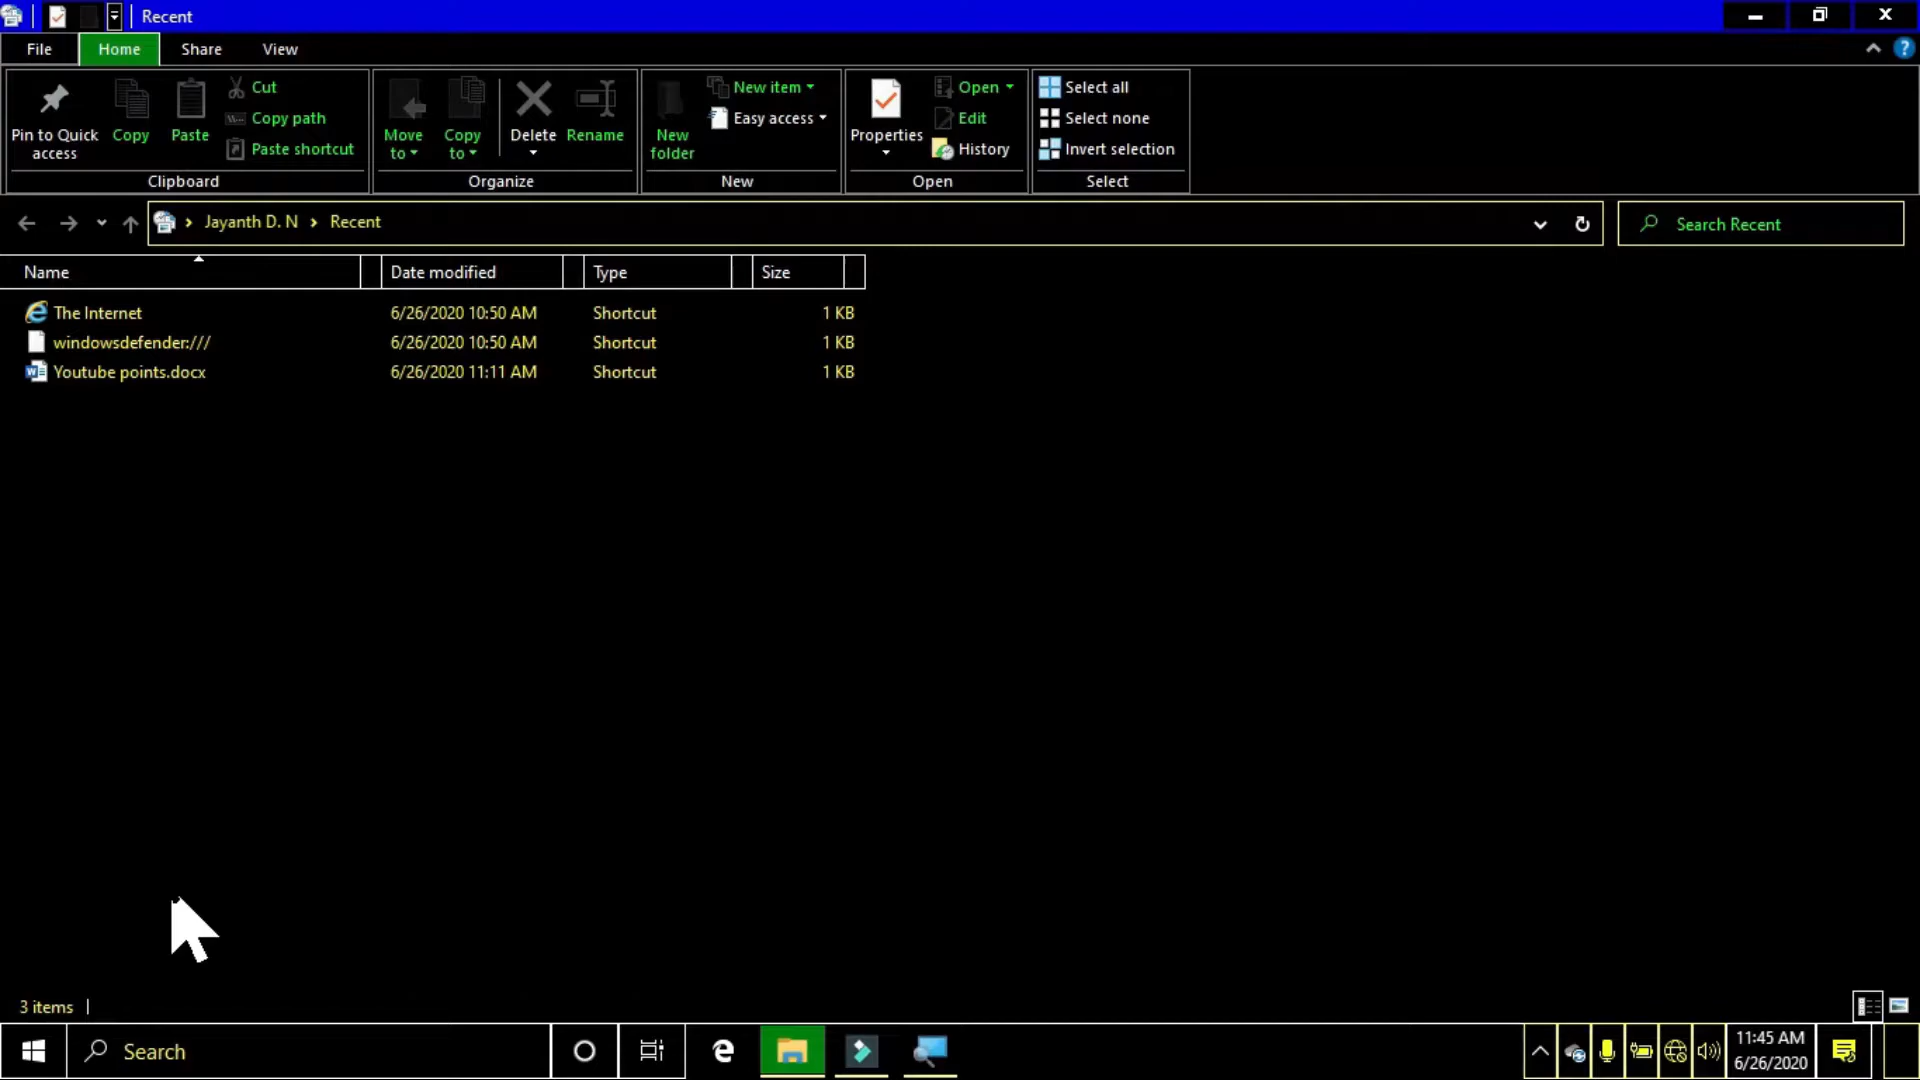 Recent
File Home Share View
Pin to Quick access
Copy
Paste
Cut
Copy path
Paste shortcut
Clipboard
Move to
Copy to
Delete
Rename
Organize
New folder
New item
Easy access
New
Properties
Open
Edit
History
Open
Select all
Select none
Invert selection
Select
Jayanth D. N Recent
Search Recent
Name Date modified Type Size
The Internet 6/26/2020 10:50 AM Shortcut 1 KB
windowsdefender:/// 6/26/2020 10:50 AM Shortcut 1 KB
Youtube points.docx 6/26/2020 11:11 AM Shortcut 1 KB
3 items
Search
11:45 AM
6/26/2020